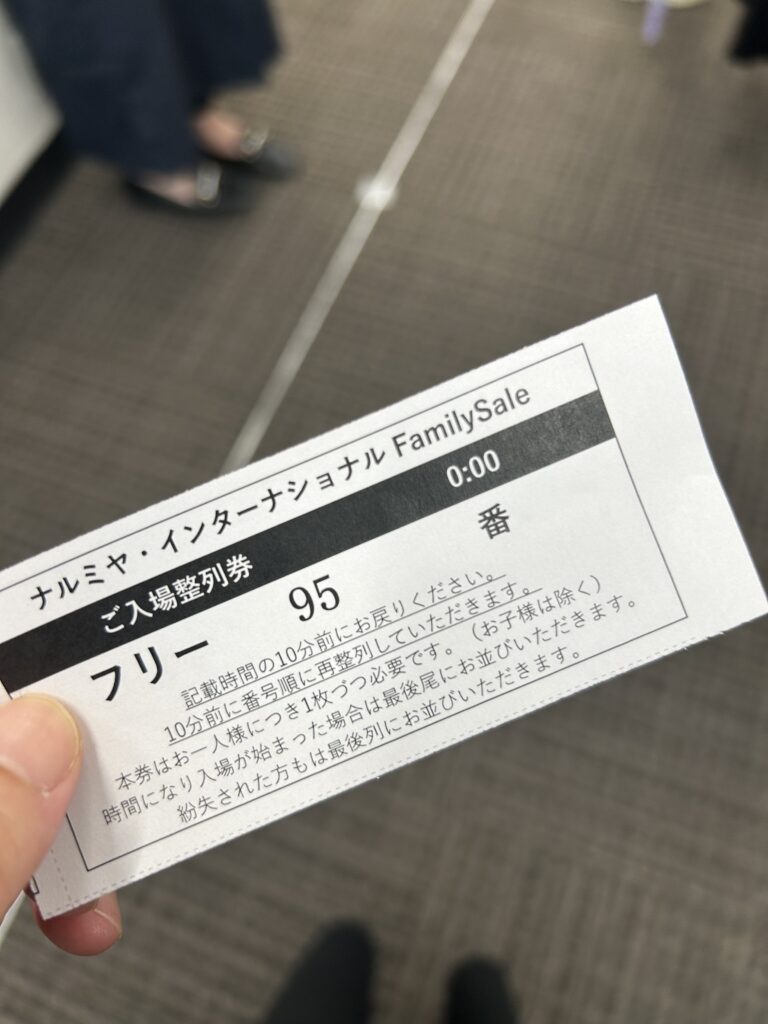 ナルミヤ・インターナショナル FamilySale
ご入場整列券 0:00
フリー 95 番
記載時間の10分前にお戻りください。
10分前に番号順に再整列していただきます。
本券はお一人様につき1枚づつ必要です。（お子様は除く）
時間になり入場が始まった場合は最後尾にお並びいただきます。
紛失された方もは最後列にお並びいただきます。